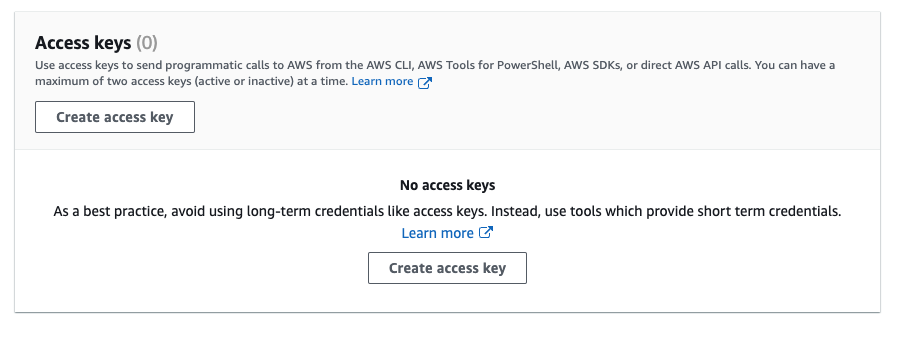 Access keys (0)
Use access keys to send programmatic calls to AWS from the AWS CLI, AWS Tools for PowerShell, AWS SDKs, or direct AWS API calls. You can have a
maximum of two access keys (active or inactive) at a time. Learn more
Create access key
No access keys
As a best practice, avoid using long-term credentials like access keys. Instead, use tools which provide short term credentials.
Learn more
Create access key